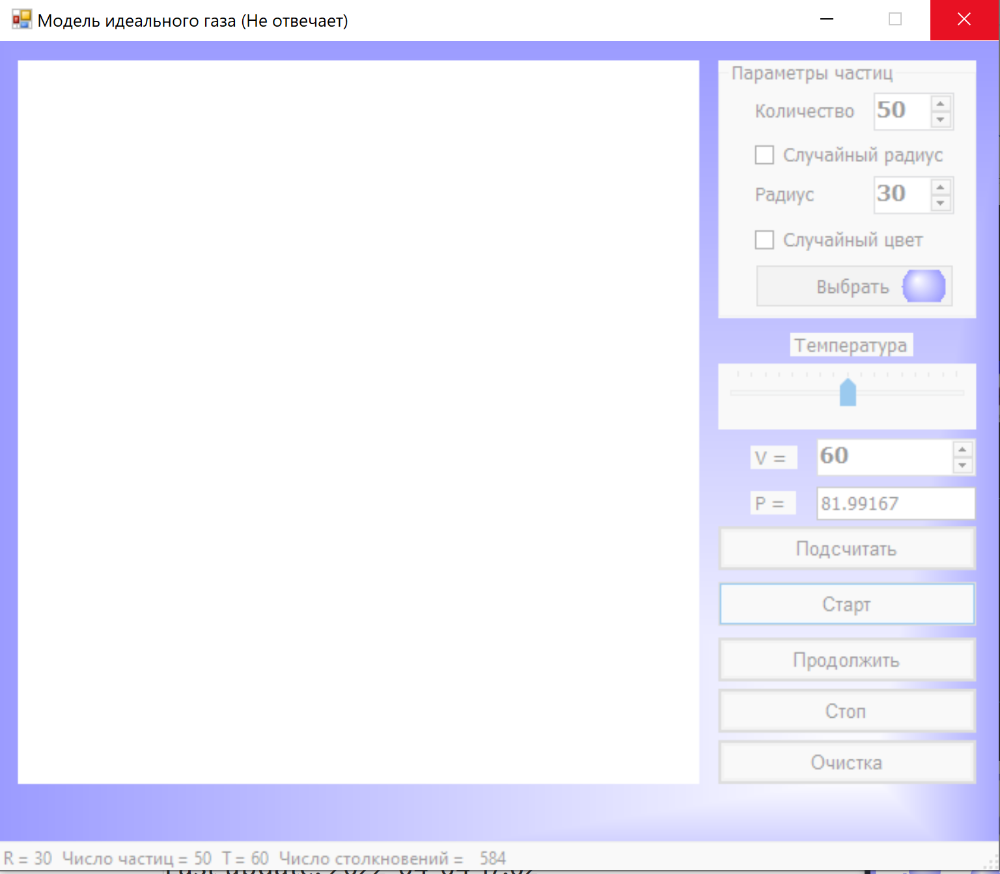 Модель идеального газа (Не отвечает)
Параметры частиц
Количество 50
Случайный радиус
Радиус 30
Случайный цвет
Выбрать
Температура
V = 60
P = 81.99167
Подсчитать
Старт
Продолжить
Стоп
Очистка
R = 30 Число частиц = 50 T = 60 Число столкновений = 584